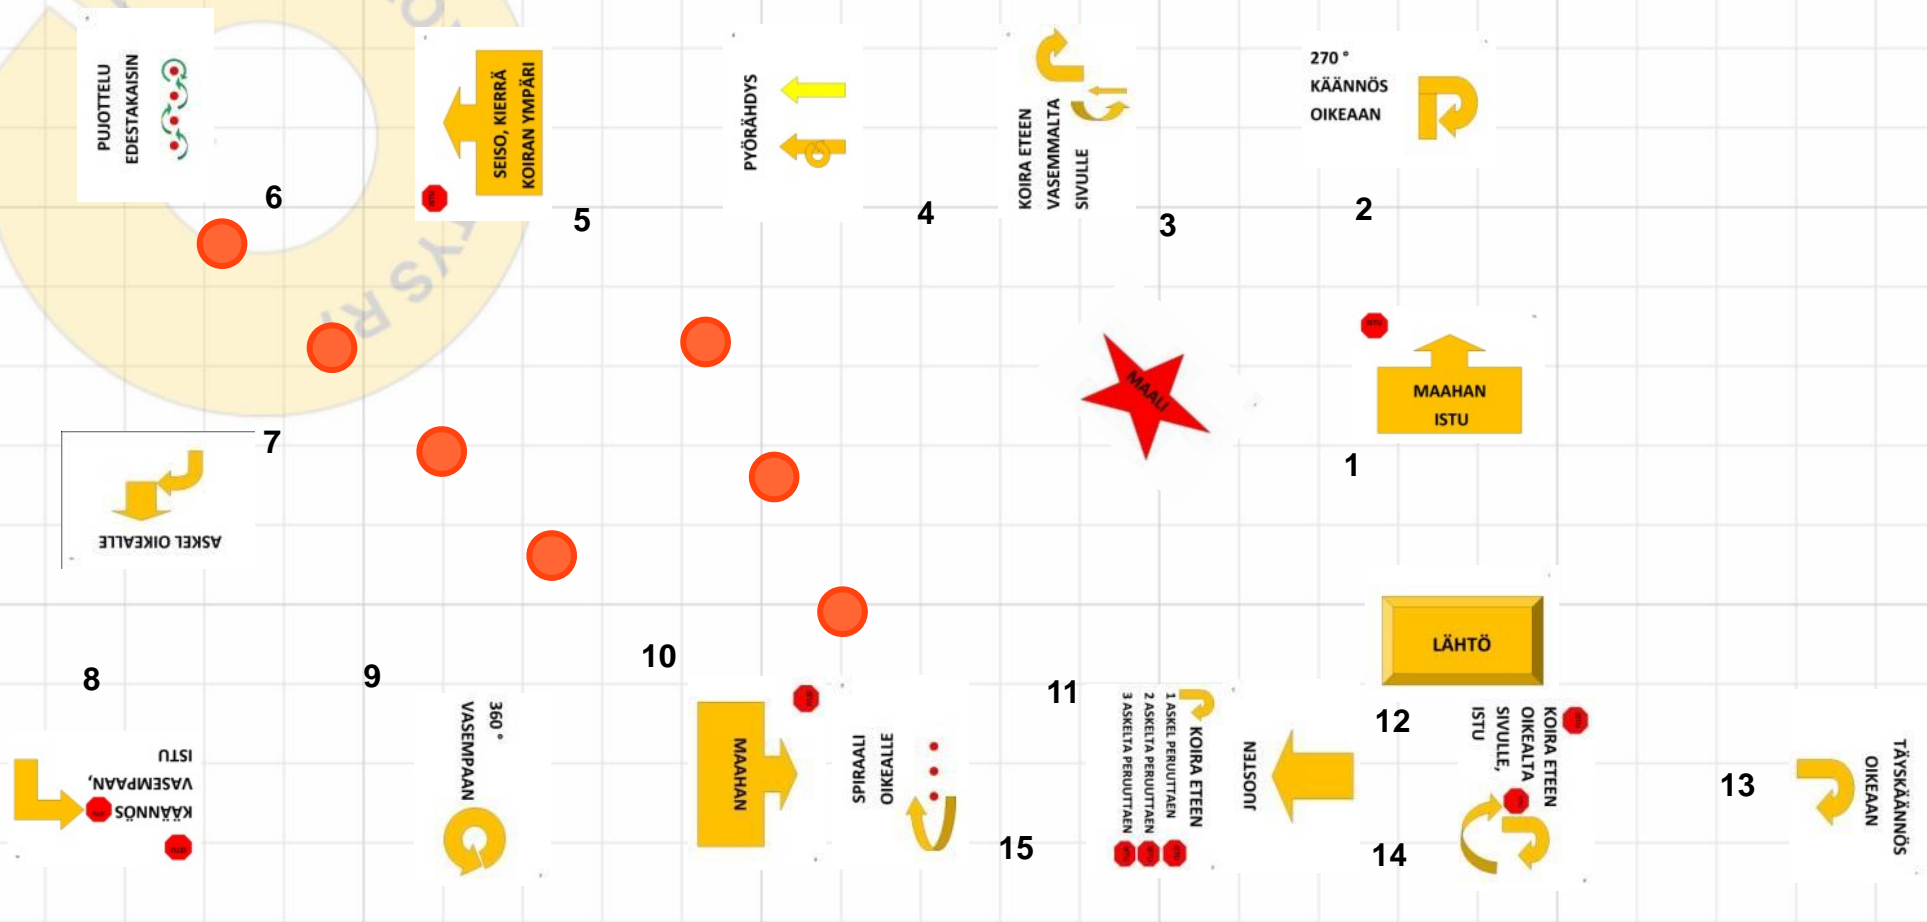 PUJOTTELU
EDESTAKAISIN
6
SEISO, KIERRÄ
KOIRAN YMPÄRI
5
PYÖRÄHDYS
4
KOIRA ETEEN
VASEMMALTA
SIVULLE
3
270 °
KÄÄNNÖS
OIKEAAN
2
TYS RY
MAALI
ISTU
MAAHAN
ISTU
1
7
ASKEL OIKEALLE
LÄHTÖ
8
KÄÄNNÖS
VASEMPAAN,
ISTU
9
360 °
VASEMPAAN
10
MAAHAN
SPIRAALI
OIKEALLE
15
11
KOIRA ETEEN
1 ASKEL PERUUTTAEN
2 ASKELTA PERUUTTAEN
3 ASKELTA PERUUTTAEN
JUOSTEN
12
14
KOIRA ETEEN
OIKEALTA
SIVULLE,
ISTU
13
TÄYSKÄÄNNÖS
OIKEAAN